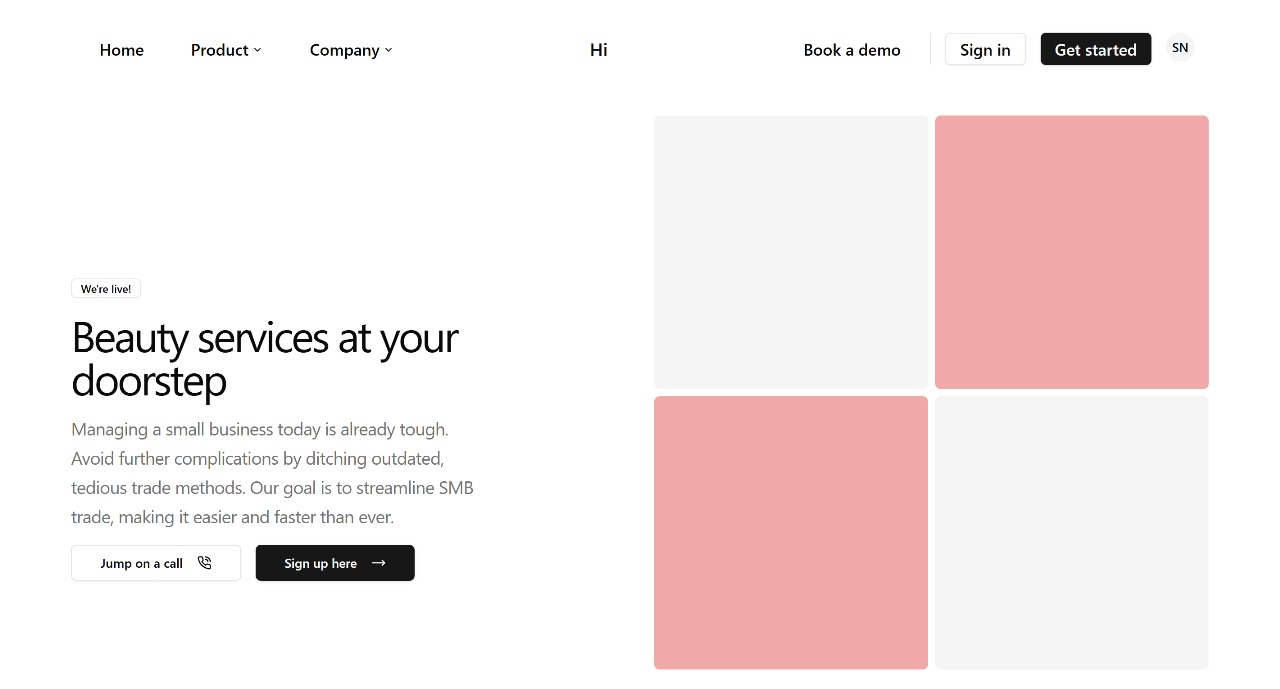 Home Product Company Hi Book a demo Sign in Get started SN
We're live!
Beauty services at your
doorstep
Managing a small business today is already tough.
Avoid further complications by ditching outdated,
tedious trade methods. Our goal is to streamline SMB
trade, making it easier and faster than ever.
Jump on a call Sign up here